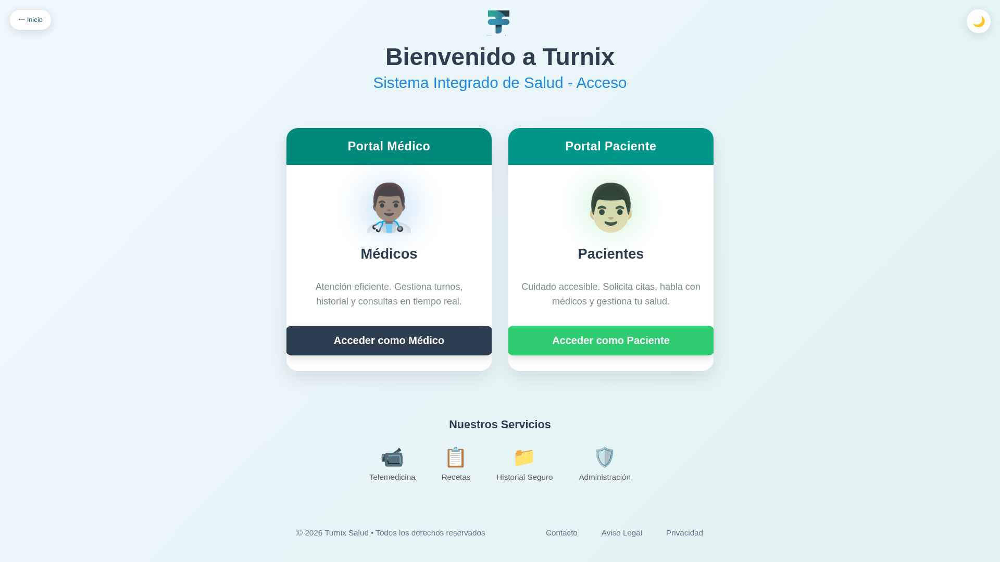 ← Inicio
Bienvenido a Turnix
Sistema Integrado de Salud - Acceso
Portal Médico
Portal Paciente
Médicos
Pacientes
Atención eficiente. Gestiona turnos,
historial y consultas en tiempo real.
Cuidado accesible. Solicita citas, habla con
médicos y gestiona tu salud.
Acceder como Médico
Acceder como Paciente
Nuestros Servicios
Telemedicina
Recetas
Historial Seguro
Administración
© 2026 Turnix Salud • Todos los derechos reservados
Contacto
Aviso Legal
Privacidad